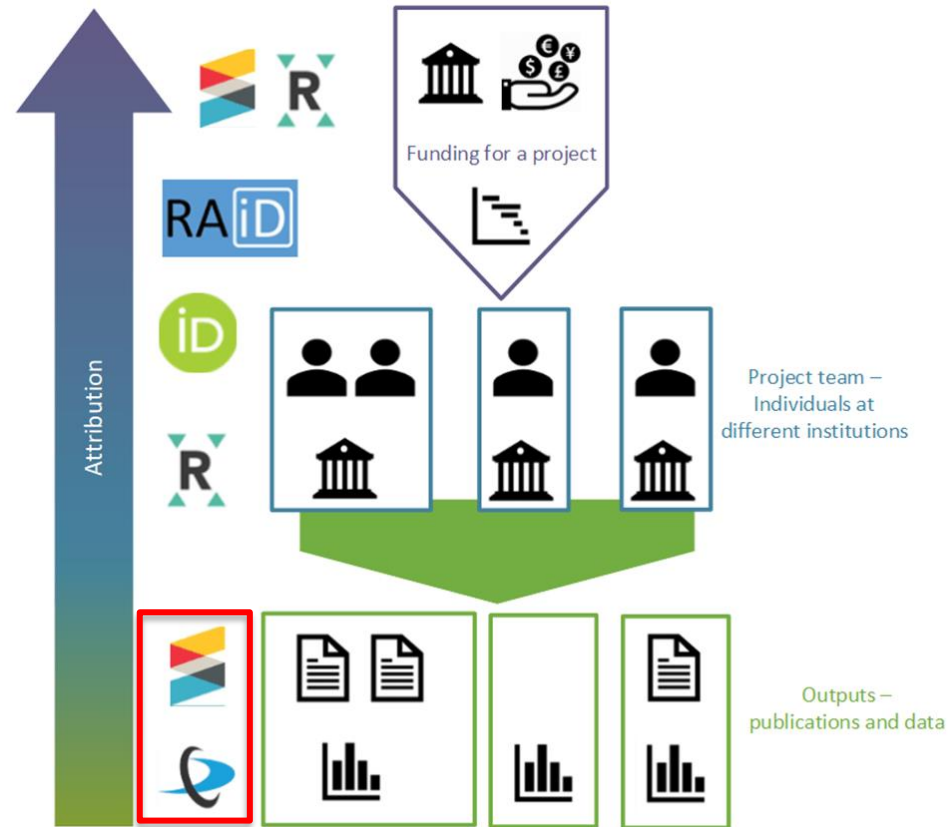 R
€
¥
$
£
Funding for a project
RAiD
iD
Attribution
Project team –
Individuals at
different institutions
R
Outputs –
publications and data